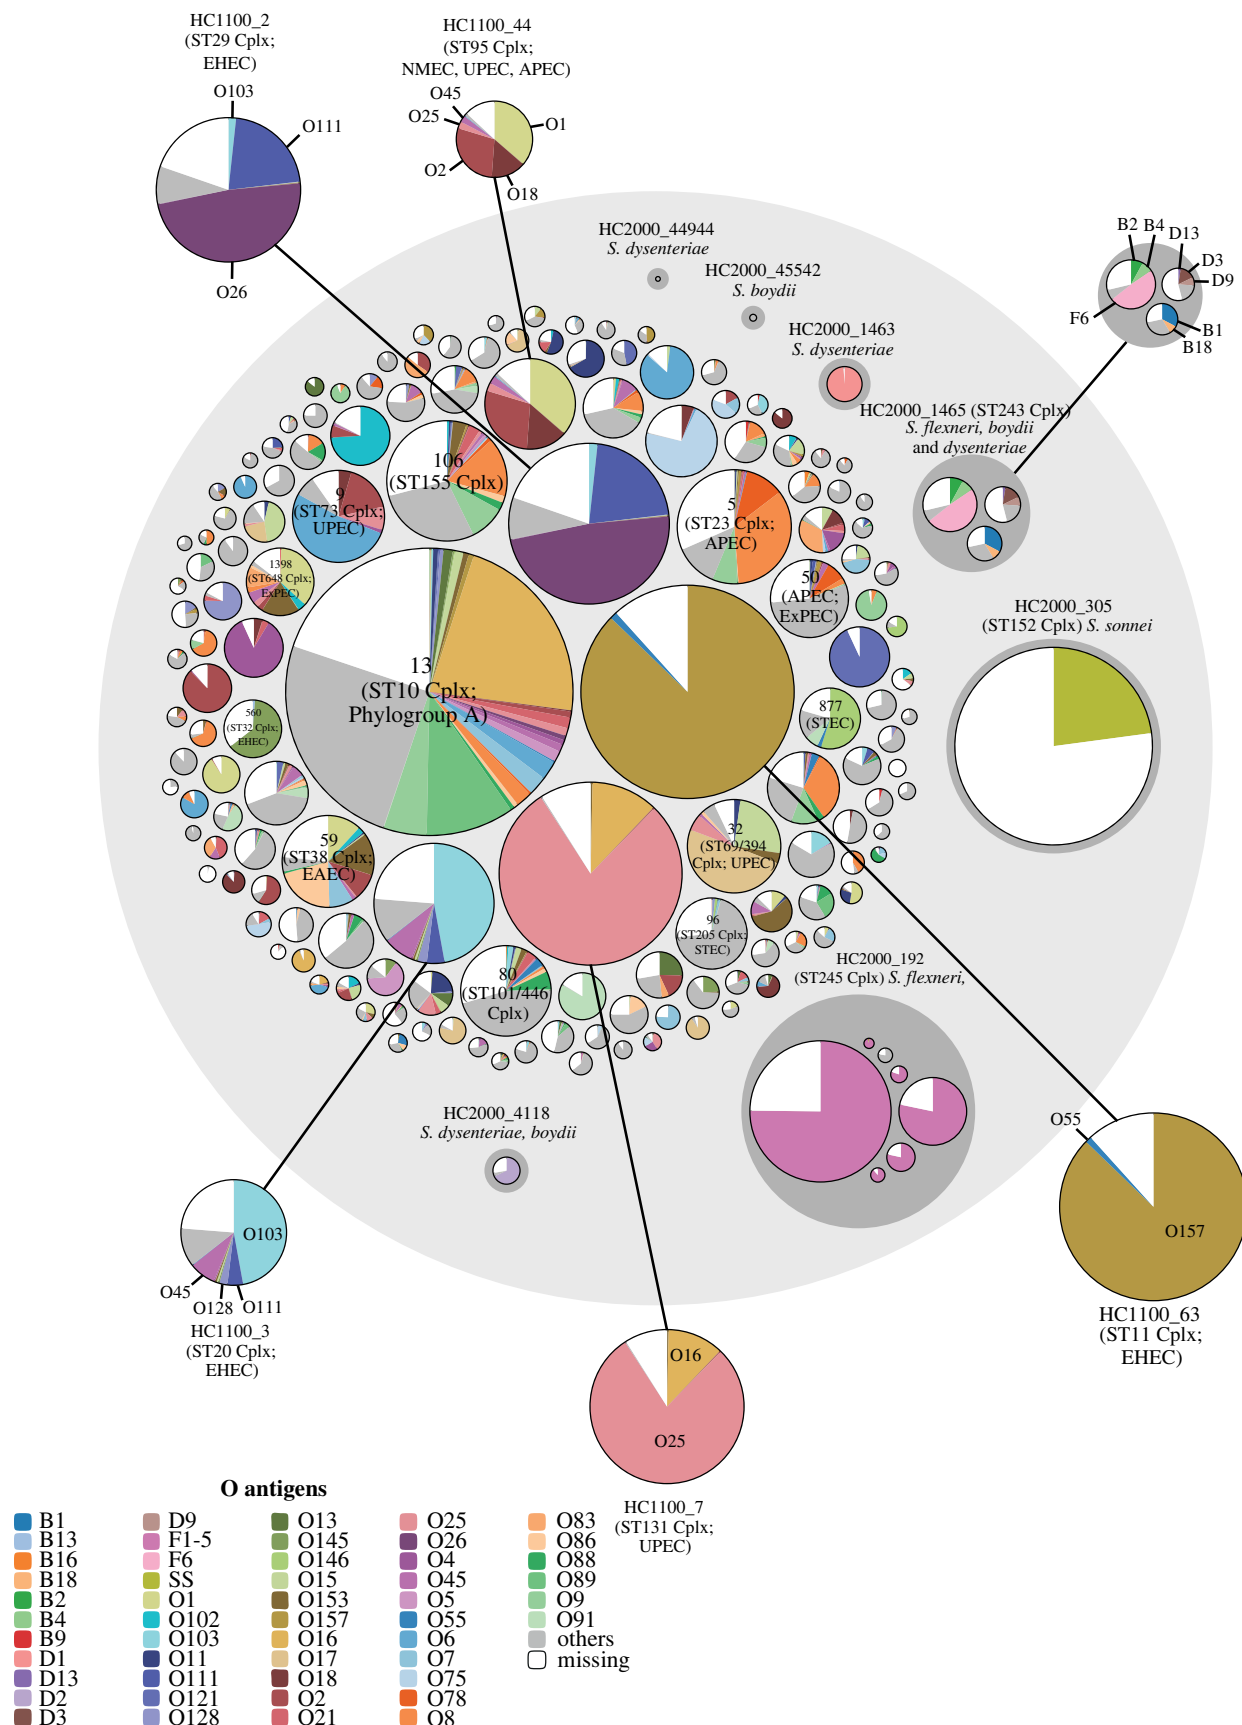 HC1100_2
(ST29 Cplx;
EHEC)
O103
O111
O26
HC1100_44
(ST95 Cplx;
NMEC, UPEC, APEC)
O45
O25
O1
O2
O18
HC2000_44944
S. dysenteriae
HC2000_45542
S. boydii
HC2000_1463
S. dysenteriae
B2
B4
D13
D3
D9
F6
B1
B18
HC2000_1465 (ST243 Cplx)
S. flexneri, boydii
and dysenteriae
106
(ST155 Cplx)
9
(ST73 Cplx;
UPEC)
5
(ST23 Cplx;
APEC)
1398
(ST648 Cplx;
ExPEC)
50
(APEC;
ExPEC)
HC2000_305
(ST152 Cplx) S. sonnei
13
(ST10 Cplx;
Phylogroup A)
560
(ST32 Cplx;
EHEC)
877
(STEC)
59
(ST38 Cplx;
EAEC)
32
(ST69/394
Cplx; UPEC)
96
(ST205 Cplx;
STEC)
80
(ST101/446
Cplx)
HC2000_192
(ST245 Cplx) S. flexneri,
HC2000_4118
S. dysenteriae, boydii
O55
O157
HC1100_63
(ST11 Cplx;
EHEC)
O103
O45
O128
O111
HC1100_3
(ST20 Cplx;
EHEC)
O16
O25
HC1100_7
(ST131 Cplx;
UPEC)
O antigens
B1
B13
B16
B18
B2
B4
B9
D1
D13
D2
D3
D9
F1-5
F6
SS
O1
O102
O103
O11
O111
O121
O128
O13
O145
O146
O15
O153
O157
O16
O17
O18
O2
O21
O25
O26
O4
O45
O5
O55
O6
O7
O75
O78
O8
O83
O86
O88
O89
O9
O91
others
missing